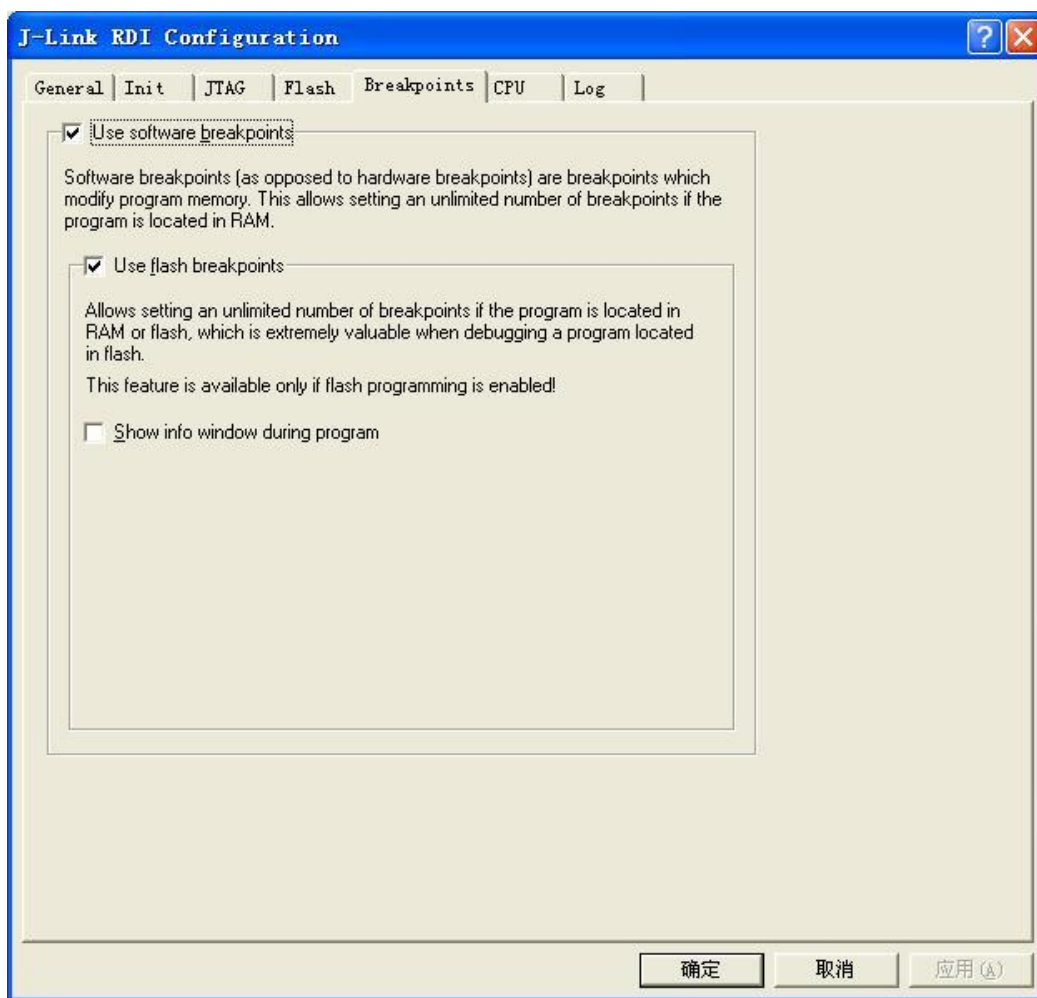 J-Link RDI Configuration
General Init JTAG Flash Breakpoints CPU Log
Use software breakpoints
Software breakpoints (as opposed to hardware breakpoints) are breakpoints which
modify program memory. This allows setting an unlimited number of breakpoints if the
program is located in RAM.
Use flash breakpoints
Allows setting an unlimited number of breakpoints if the program is located in
RAM or flash, which is extremely valuable when debugging a program located
in flash.
This feature is available only if flash programming is enabled!
Show info window during program
确定 取消 应用(A)